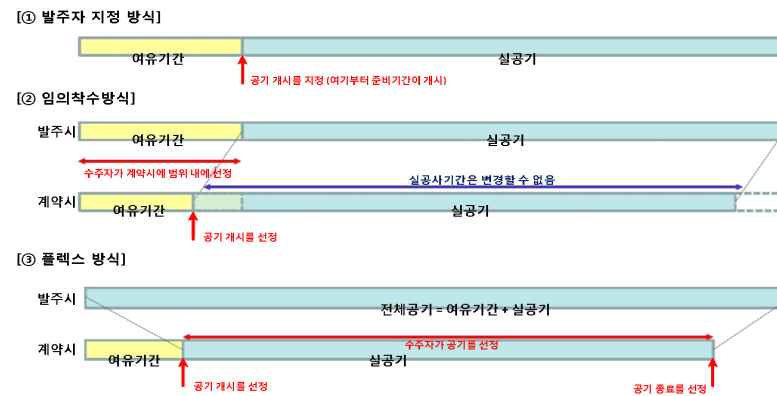 [① 발주자 지정 방식]
여유기간
실공기
공기 개시를 지정 (여기부터 준비기간이 개시)
[② 임의착수방식]
발주시
여유기간
실공기
수주자가 계약시에 범위 내에 선정
실공사기간은 변경할 수 없음
계약시
여유기간
실공기
공기 개시를 선정
[③ 플렉스 방식]
발주시
전체공기 = 여유기간 + 실공기
수주자가 공기를 선정
계약시
여유기간
실공기
공기 개시를 선정
공기 종료를 선정